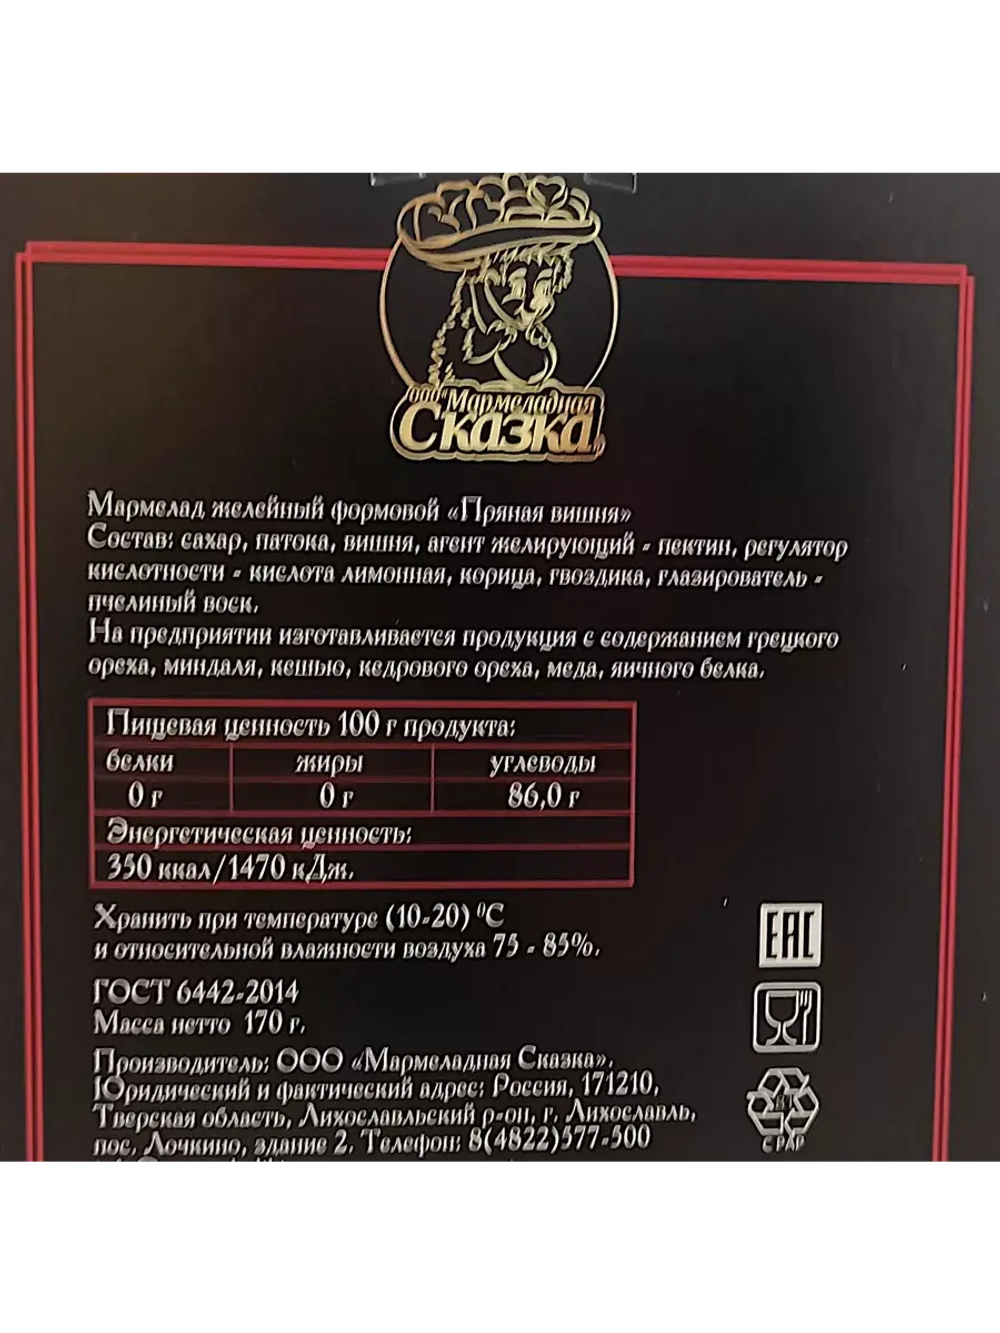 ООО "Мармеладная
Сказка"
Мармелад желейный формовой «Пряная вишня»
Состав: сахар, патока, вишня, агент желирующий - пектин, регулятор
кислотности - кислота лимонная, корица, гвоздика, глазирователь -
пчелиный воск.
На предприятии изготавливается продукция с содержанием грецкого
ореха, миндаля, кешью, кедрового ореха, меда, яичного белка.
Пищевая ценность 100 г продукта:
белки жиры углеводы
0 г 0 г 86,0 г
Энергетическая ценность:
350 ккал/1470 кДж.
Хранить при температуре (10-20) ⁰С
и относительной влажности воздуха 75 - 85%.
EAC
ГОСТ 6442-2014
Масса нетто 170 г.
Производитель: ООО «Мармеладная Сказка».
Юридический и фактический адрес: Россия, 171210,
Тверская область, Лихославльский р-он, г. Лихославль,
пос. Лочкино, здание 2. Телефон: 8(4822)577-500
81
C PAP